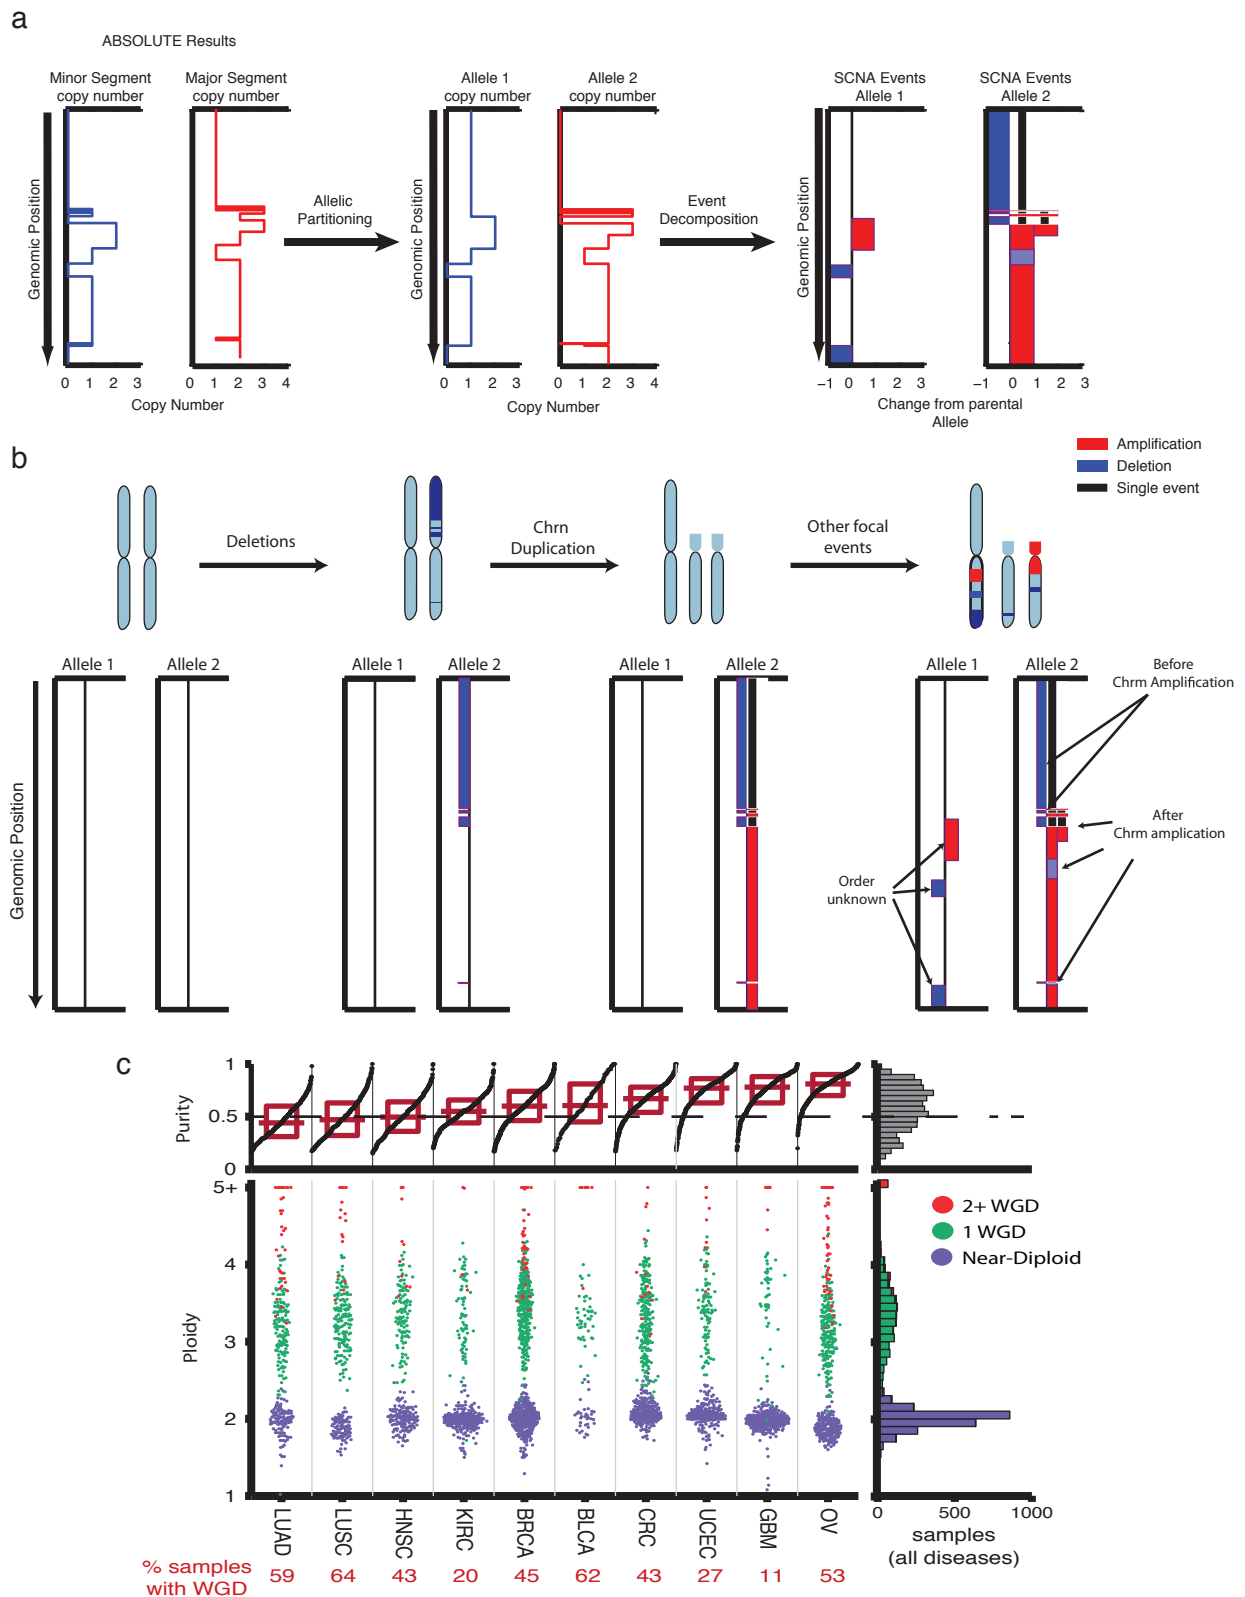 a
ABSOLUTE Results
Minor Segment
copy number
Major Segment
copy number
Allele 1
copy number
Allele 2
copy number
SCNA Events
Allele 1
SCNA Events
Allele 2
Genomic Position
Allelic
Partitioning
Genomic Position
Event
Decomposition
Genomic Position
0 1 2 3
0 1 2 3 4
0 1 2 3
0 1 2 3 4
−1 0 1 2 3
−1 0 1 2 3
Copy Number
Copy Number
Change from parental
Allele
Amplification
Deletion
Single event
b
Deletions
Chrn
Duplication
Other focal
events
Allele 1
Allele 2
Allele 1
Allele 2
Allele 1
Allele 2
Allele 1
Allele 2
Before
Chrm Amplification
Genomic Position
After
Chrm amplication
Order
unknown
c
Purity
1
0.5
0
Ploidy
5+
4
3
2
1
2+ WGD
1 WGD
Near-Diploid
LUAD
LUSC
HNSC
KIRC
BRCA
BLCA
CRC
UCEC
GBM
OV
0 500 1000
samples
(all diseases)
% samples
with WGD
59 64 43 20 45 62 43 27 11 53